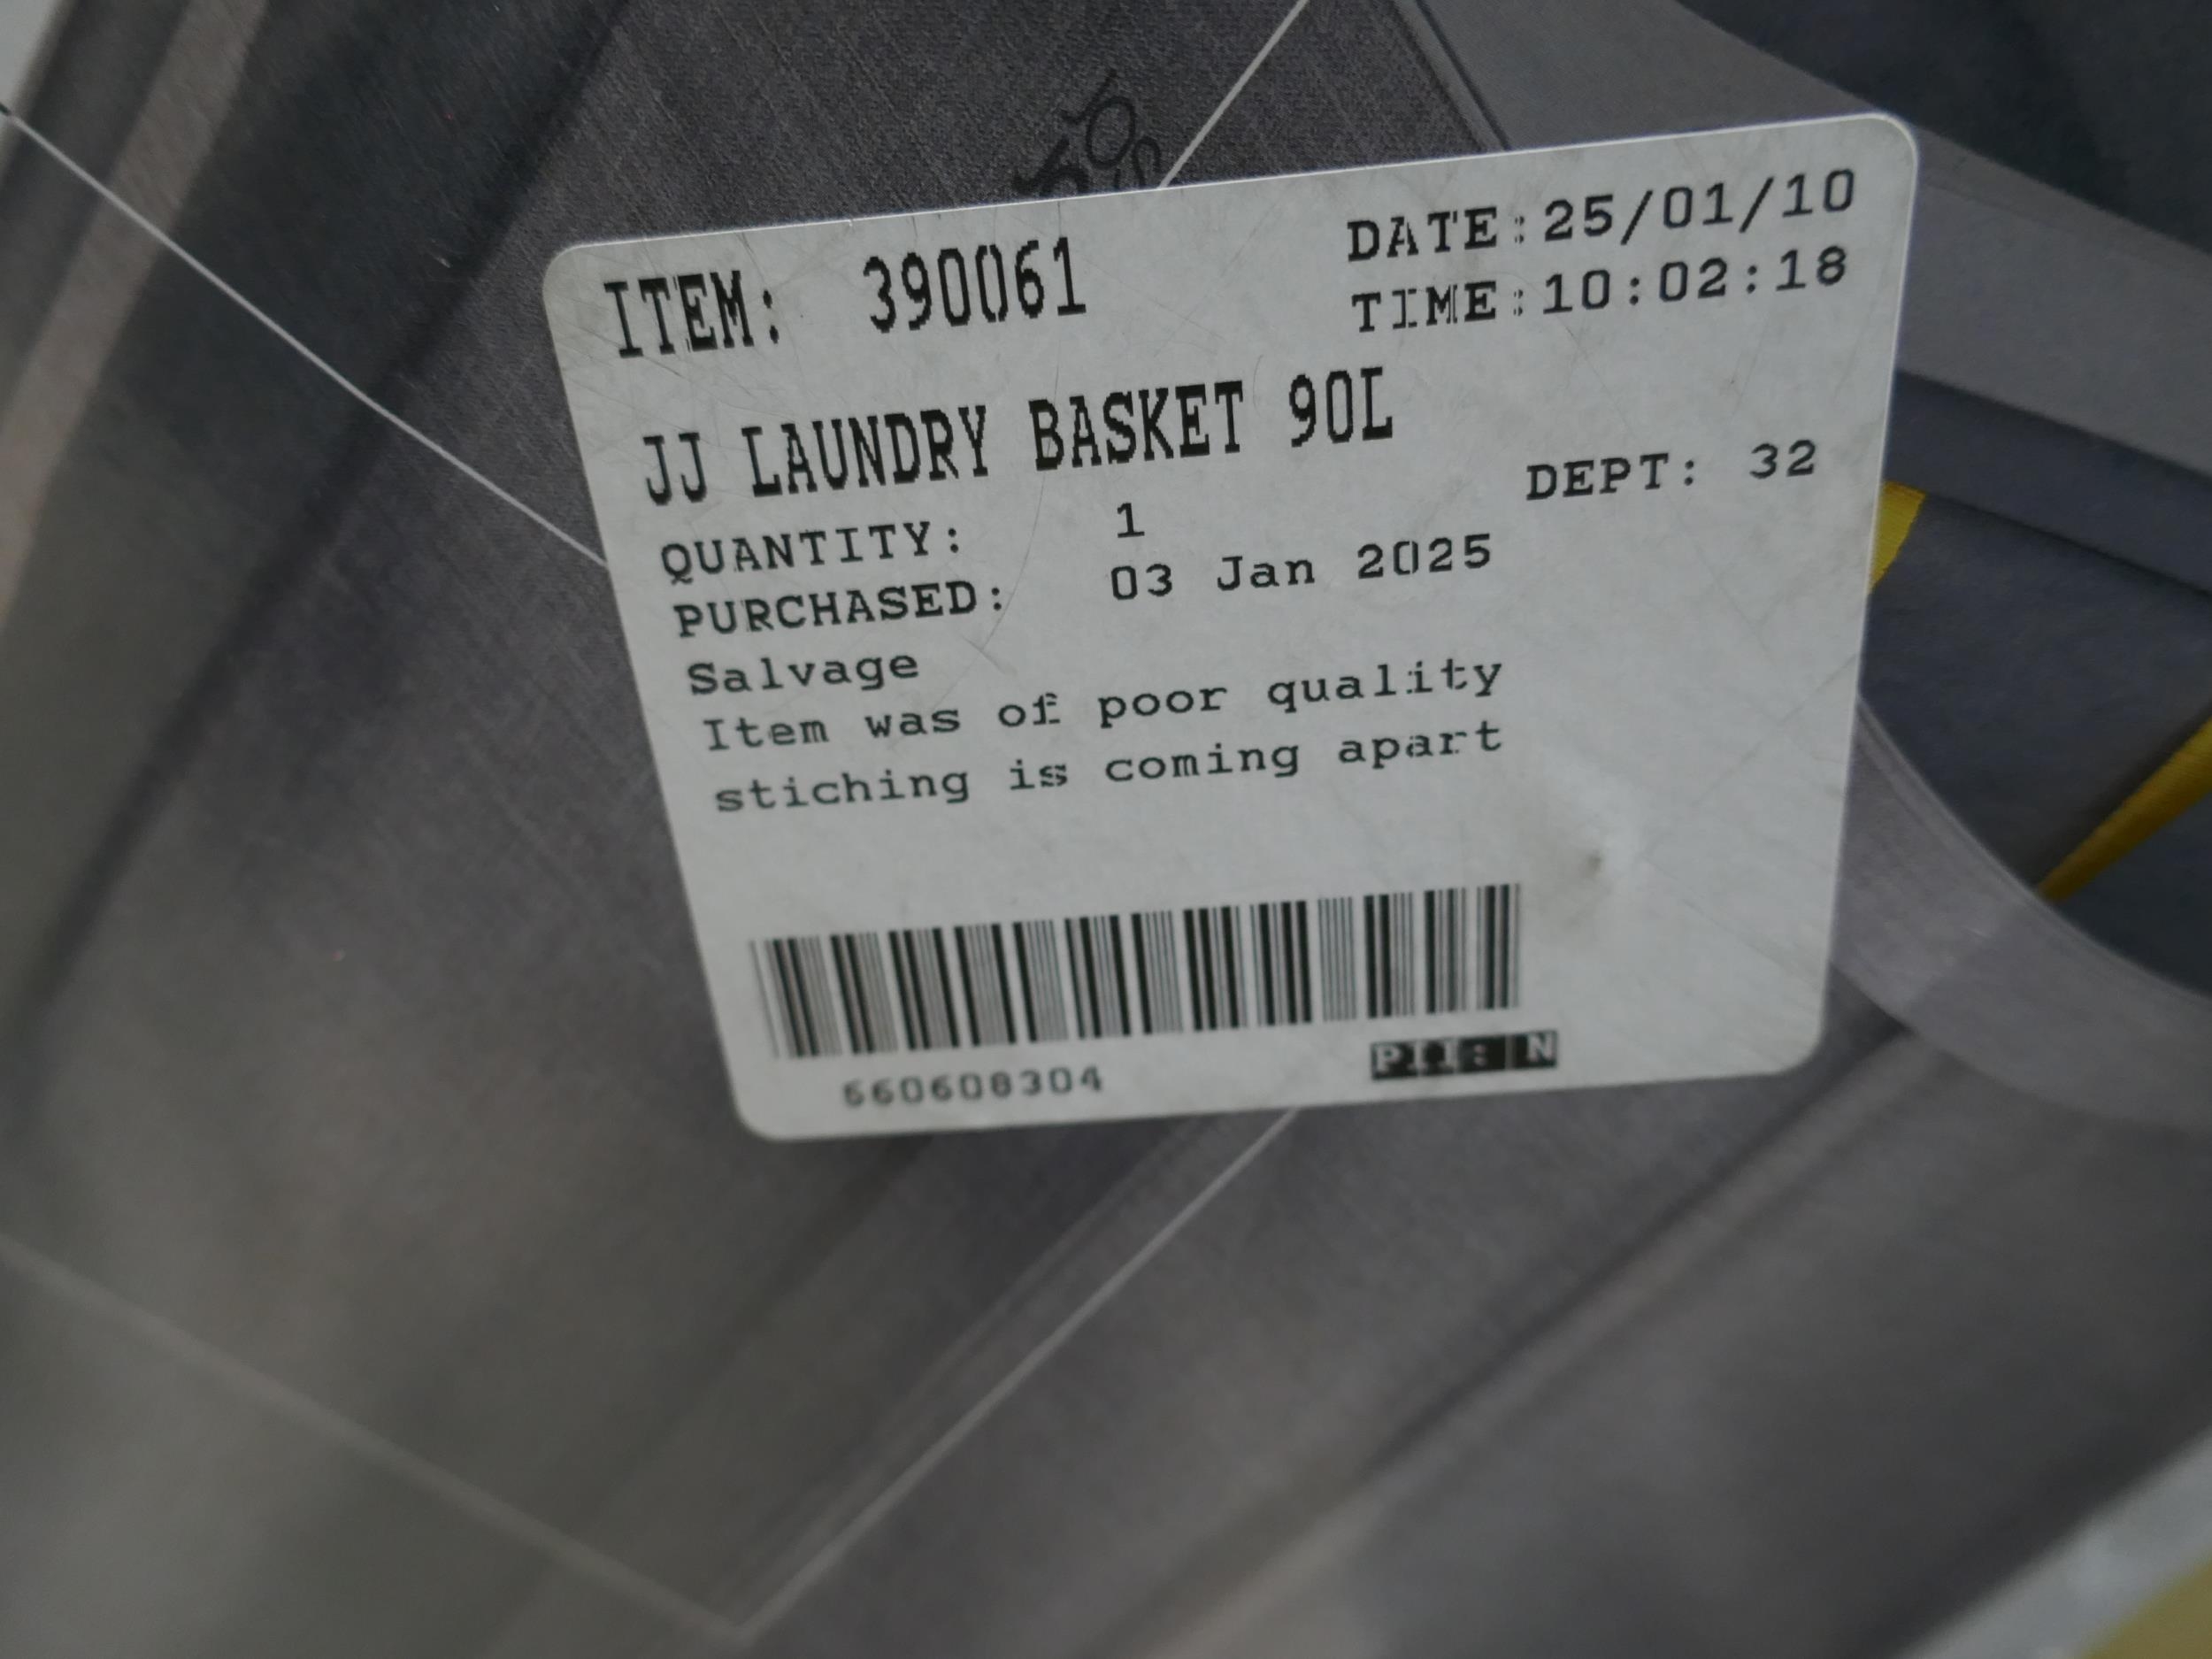 ITEM: 390061
DATE:25/01/10
TIME:10:02:18
JJ LAUNDRY BASKET 90L
DEPT: 32
QUANTITY: 1
PURCHASED: 03 Jan 2025
Salvage
Item was of poor quality
stiching is coming apart
660608304
PII: N